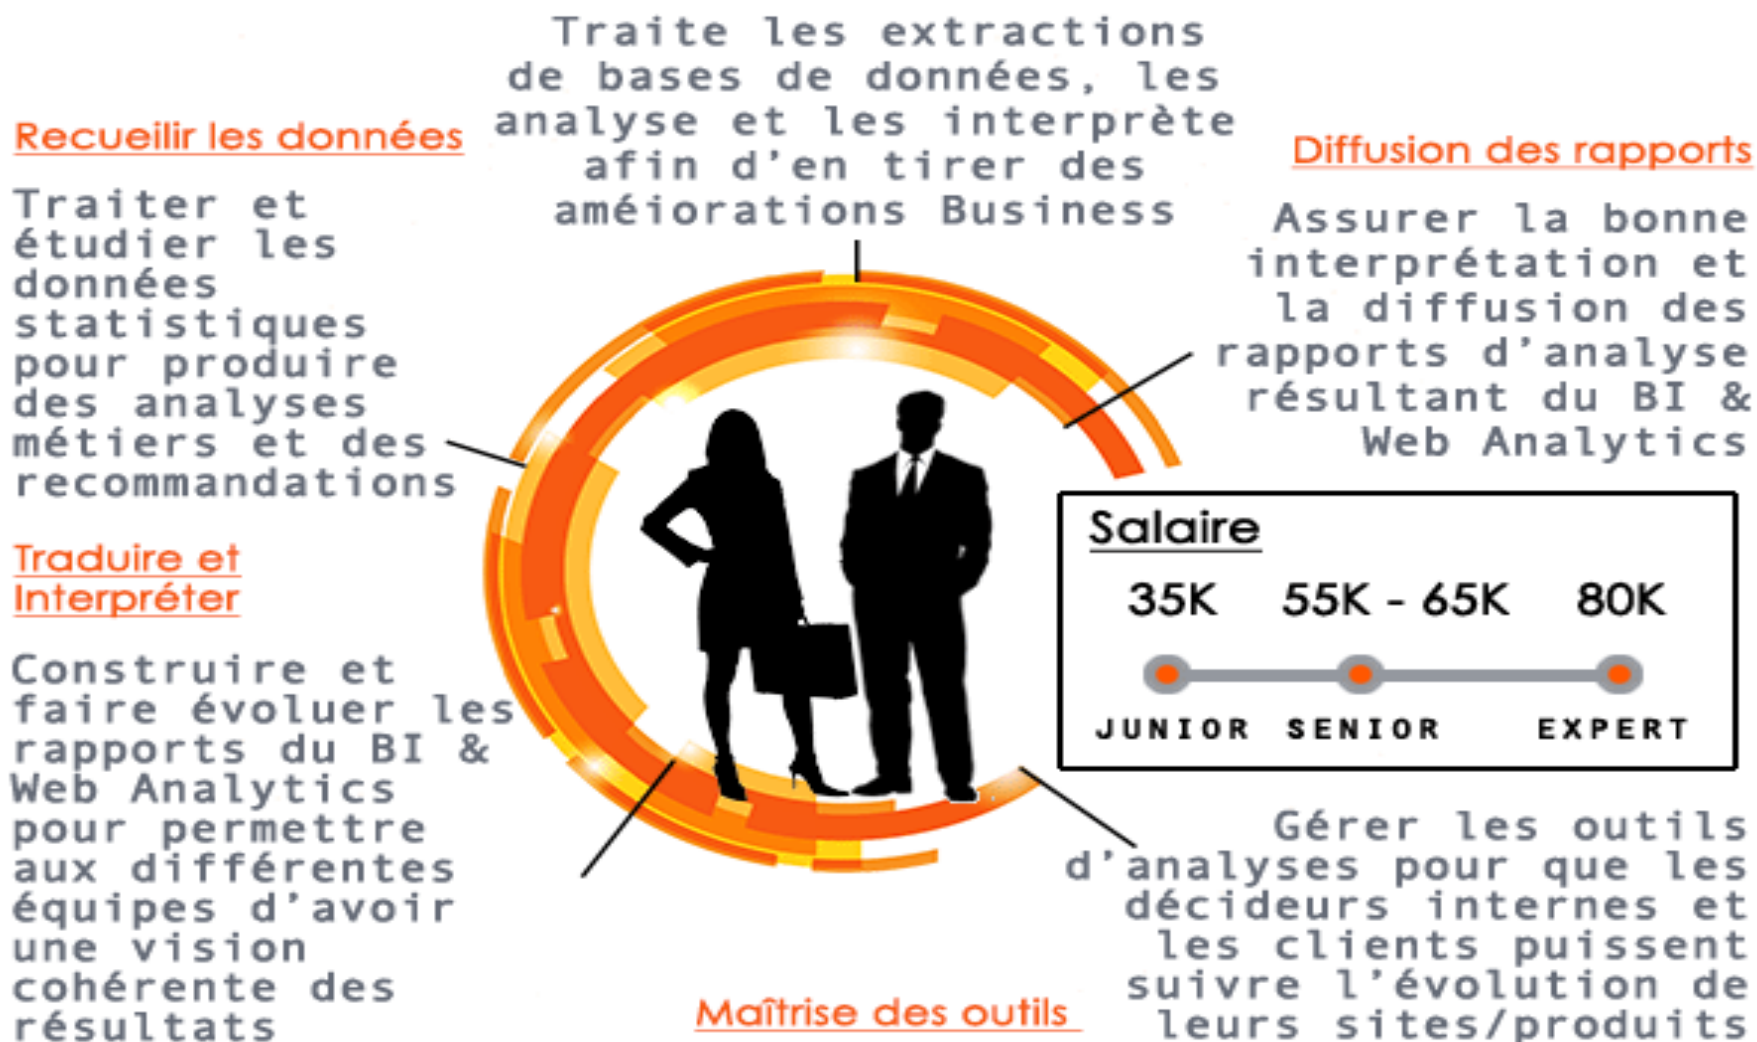 Traite les extractions
de bases de données, les
analyse et les interprète
afin d'en tirer des
améiorations Business
Recueilir les données
Traiter et
étudier les
données
statistiques
pour produire
des analyses
métiers et des
recommandations
Diffusion des rapports
Assurer la bonne
interprétation et
la diffusion des
rapports d'analyse
résultant du BI &
Web Analytics
Traduire et
Interpréter
Construire et
faire évoluer les
rapports du BI &
Web Analytics
pour permettre
aux différentes
équipes d'avoir
une vision
cohérente des
résultats
Salaire
35K 55K - 65K 80K
JUNIOR SENIOR EXPERT
Maîtrise des outils
Gérer les outils
d'analyses pour que les
décideurs internes et
les clients puissent
suivre l'évolution de
leurs sites/produits